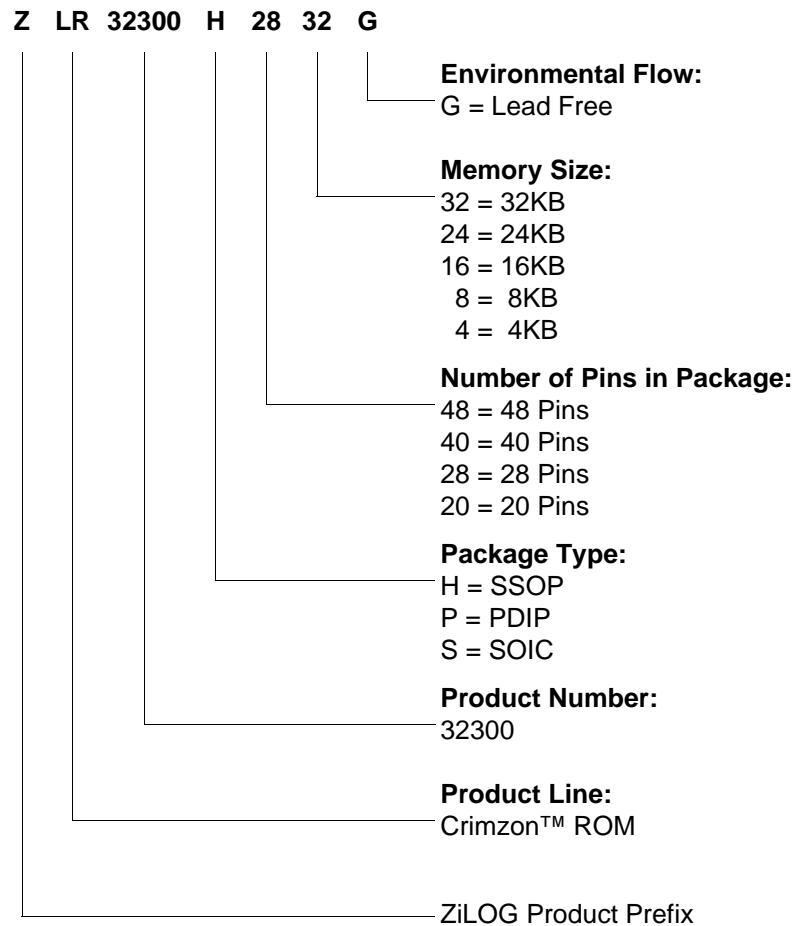 Z LR 32300 H 28 32 G
Environmental Flow:
G = Lead Free
Memory Size:
32 = 32KB
24 = 24KB
16 = 16KB
8 = 8KB
4 = 4KB
Number of Pins in Package:
48 = 48 Pins
40 = 40 Pins
28 = 28 Pins
20 = 20 Pins
Package Type:
H = SSOP
P = PDIP
S = SOIC
Product Number:
32300
Product Line:
Crimzon™ ROM
ZiLOG Product Prefix